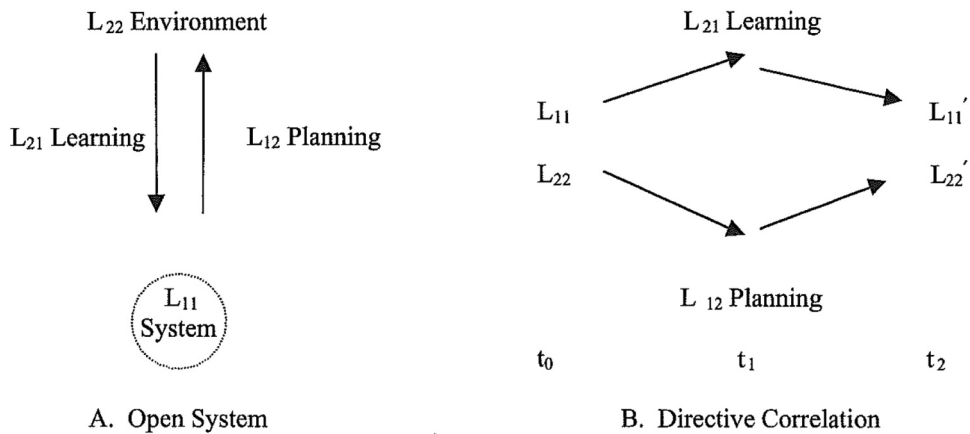 L₂₂ Environment
L₂₁ Learning
L₁₂ Planning
L₁₁
System
A. Open System
L₂₁ Learning
L₁₁
L₁₁′
L₂₂
L₂₂′
L ₁₂ Planning
t₀
t₁
t₂
B. Directive Correlation